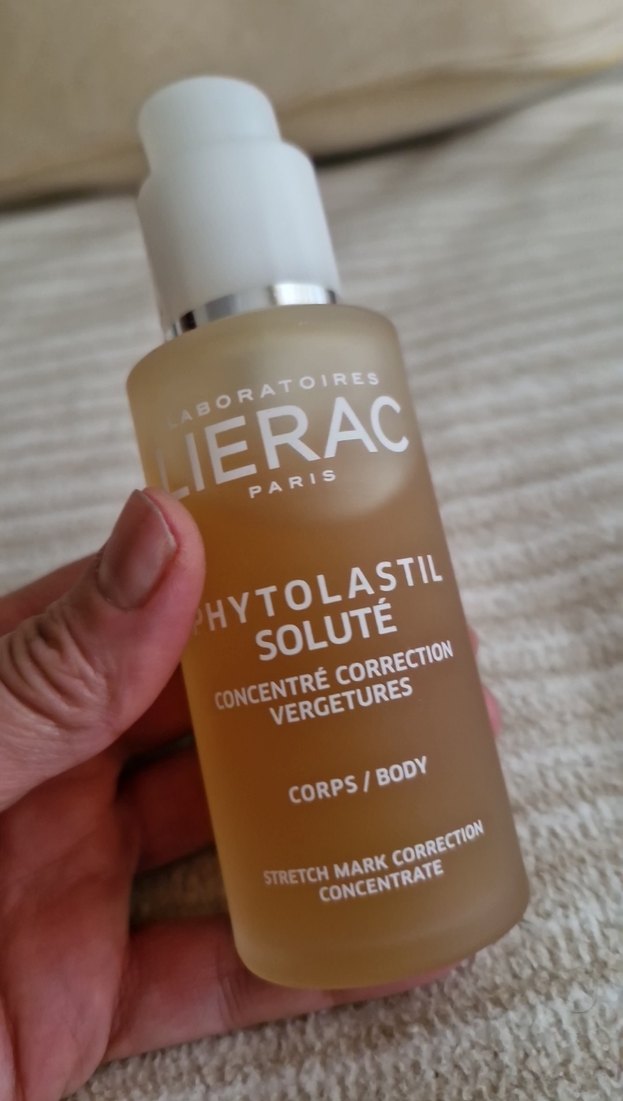 LABORATOIRES
LIERAC
PARIS
PHYTOLASTIL
SOLUTÉ
CONCENTRÉ CORRECTION
VERGETURES
CORPS / BODY
STRETCH MARK CORRECTION
CONCENTRATE